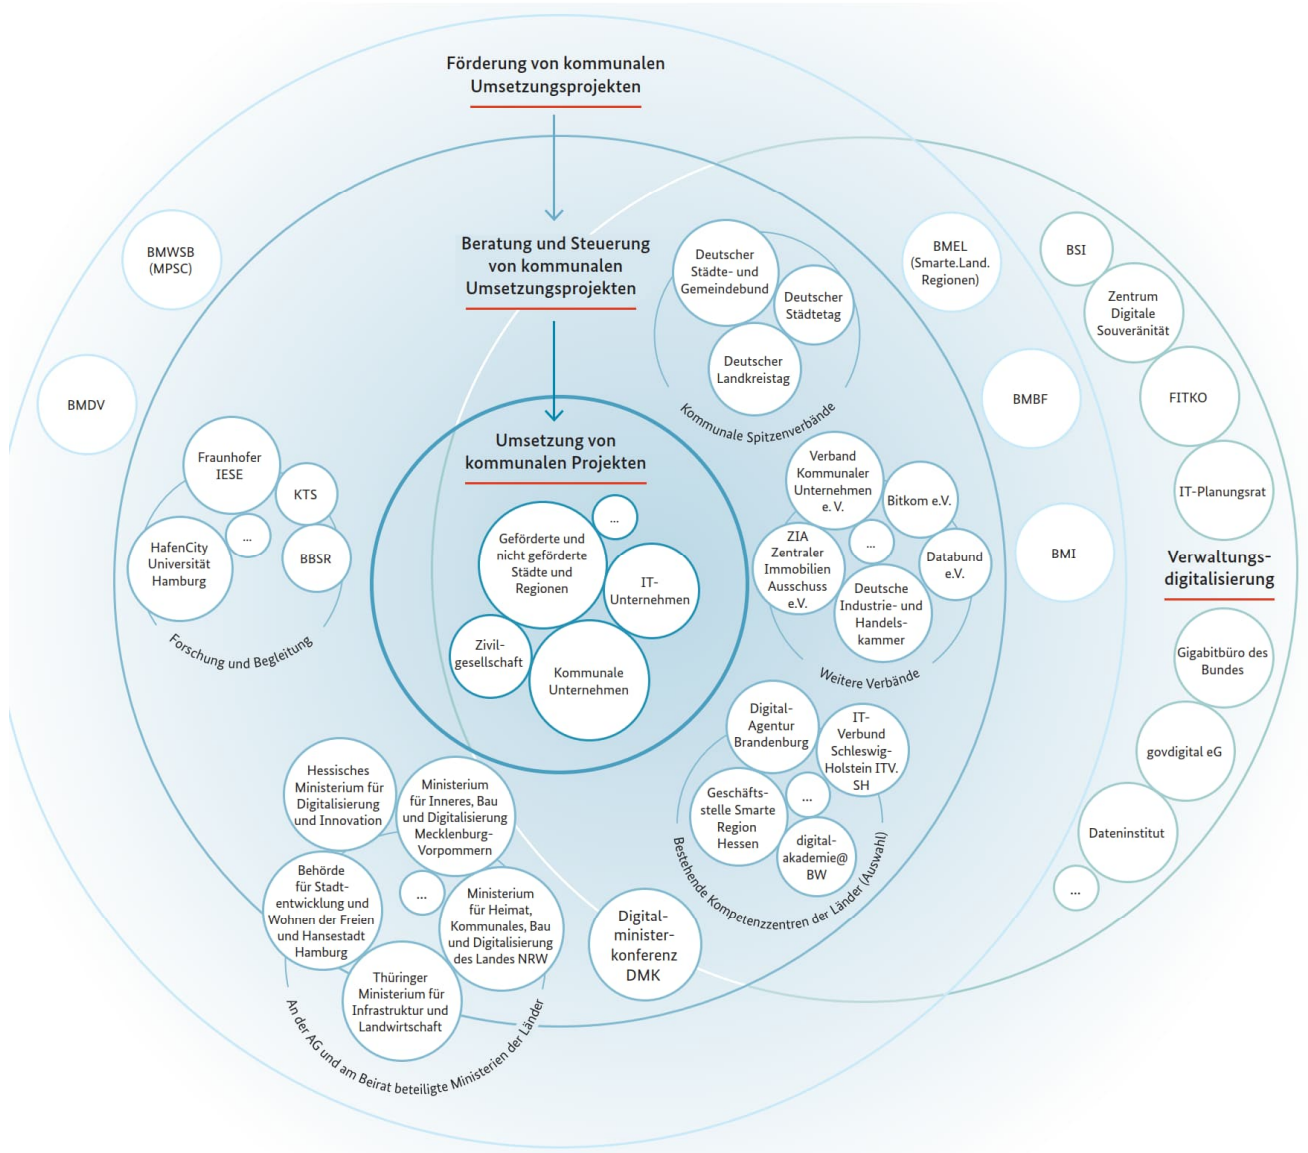 Förderung von kommunalen
Umsetzungsprojekten
Beratung und Steuerung
von kommunalen
Umsetzungsprojekten
Umsetzung von
kommunalen Projekten
Geförderte und
nicht geförderte
Städte und
Regionen
...
IT-
Unternehmen
Zivil-
gesellschaft
Kommunale
Unternehmen
BMWSB
(MPSC)
BMDV
BMEL
(Smarte.Land.
Regionen)
BMBF
BMI
Deutscher
Städte- und
Gemeindebund
Deutscher
Städtetag
Deutscher
Landkreistag
Kommunale Spitzenverbände
Fraunhofer
IESE
KTS
...
HafenCity
Universität
Hamburg
BBSR
Forschung und Begleitung
Verband
Kommunaler
Unternehmen
e. V.
Bitkom e.V.
ZIA
Zentraler
Immobilien
Ausschuss
e.V.
...
Databund
e.V.
Deutsche
Industrie- und
Handels-
kammer
Weitere Verbände
Digital-
Agentur
Brandenburg
IT-
Verbund
Schleswig-
Holstein ITV.
SH
Geschäfts-
stelle Smarte
Region
Hessen
...
digital-
akademie@
BW
Bestehende Kompetenzzentren der Länder (Auswahl)
Hessisches
Ministerium für
Digitalisierung
und Innovation
Ministerium
für Inneres, Bau
und Digitalisierung
Mecklenburg-
Vorpommern
Behörde
für Stadt-
entwicklung und
Wohnen der Freien
und Hansestadt
Hamburg
...
Ministerium
für Heimat,
Kommunales, Bau
und Digitalisierung
des Landes NRW
Thüringer
Ministerium für
Infrastruktur und
Landwirtschaft
An der AG und am Beirat beteiligte Ministerien der Länder
Digital-
minister-
konferenz
DMK
BSI
Zentrum
Digitale
Souveränität
FITKO
IT-Planungsrat
Verwaltungs-
digitalisierung
Gigabitbüro des
Bundes
govdigital eG
Dateninstitut
...